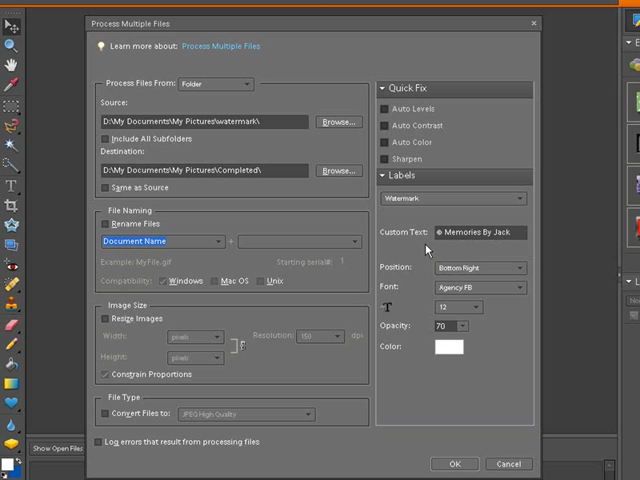 Process Multiple Files
Learn more about: Process Multiple Files
Process Files From: Folder
Source:
D:\My Documents\My Pictures\watermark\ Browse...
Include All Subfolders
Destination:
D:\My Documents\My Pictures\Completed\ Browse...
Same as Source
File Naming
Rename Files
Document Name +
Example: MyFile.gif Starting serial#: 1
Compatibility: Windows Mac OS Unix
Image Size
Resize Images
Width: pixels Resolution: 150 dpi
Height: pixels
Constrain Proportions
File Type
Convert Files to: JPEG High Quality
Log errors that result from processing files
Quick Fix
Auto Levels
Auto Contrast
Auto Color
Sharpen
Labels
Watermark
Custom Text: © Memories By Jack
Position: Bottom Right
Font: Agency FB
T 12
Opacity: 70
Color:
OK Cancel
Show Open Files